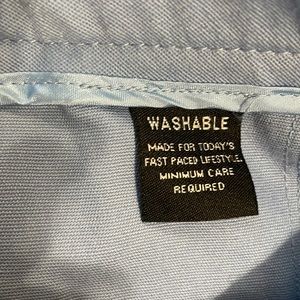 WASHABLE
MADE FOR TODAY'S
FAST PACED LIFESTYLE.
MINIMUM CARE
REQUIRED